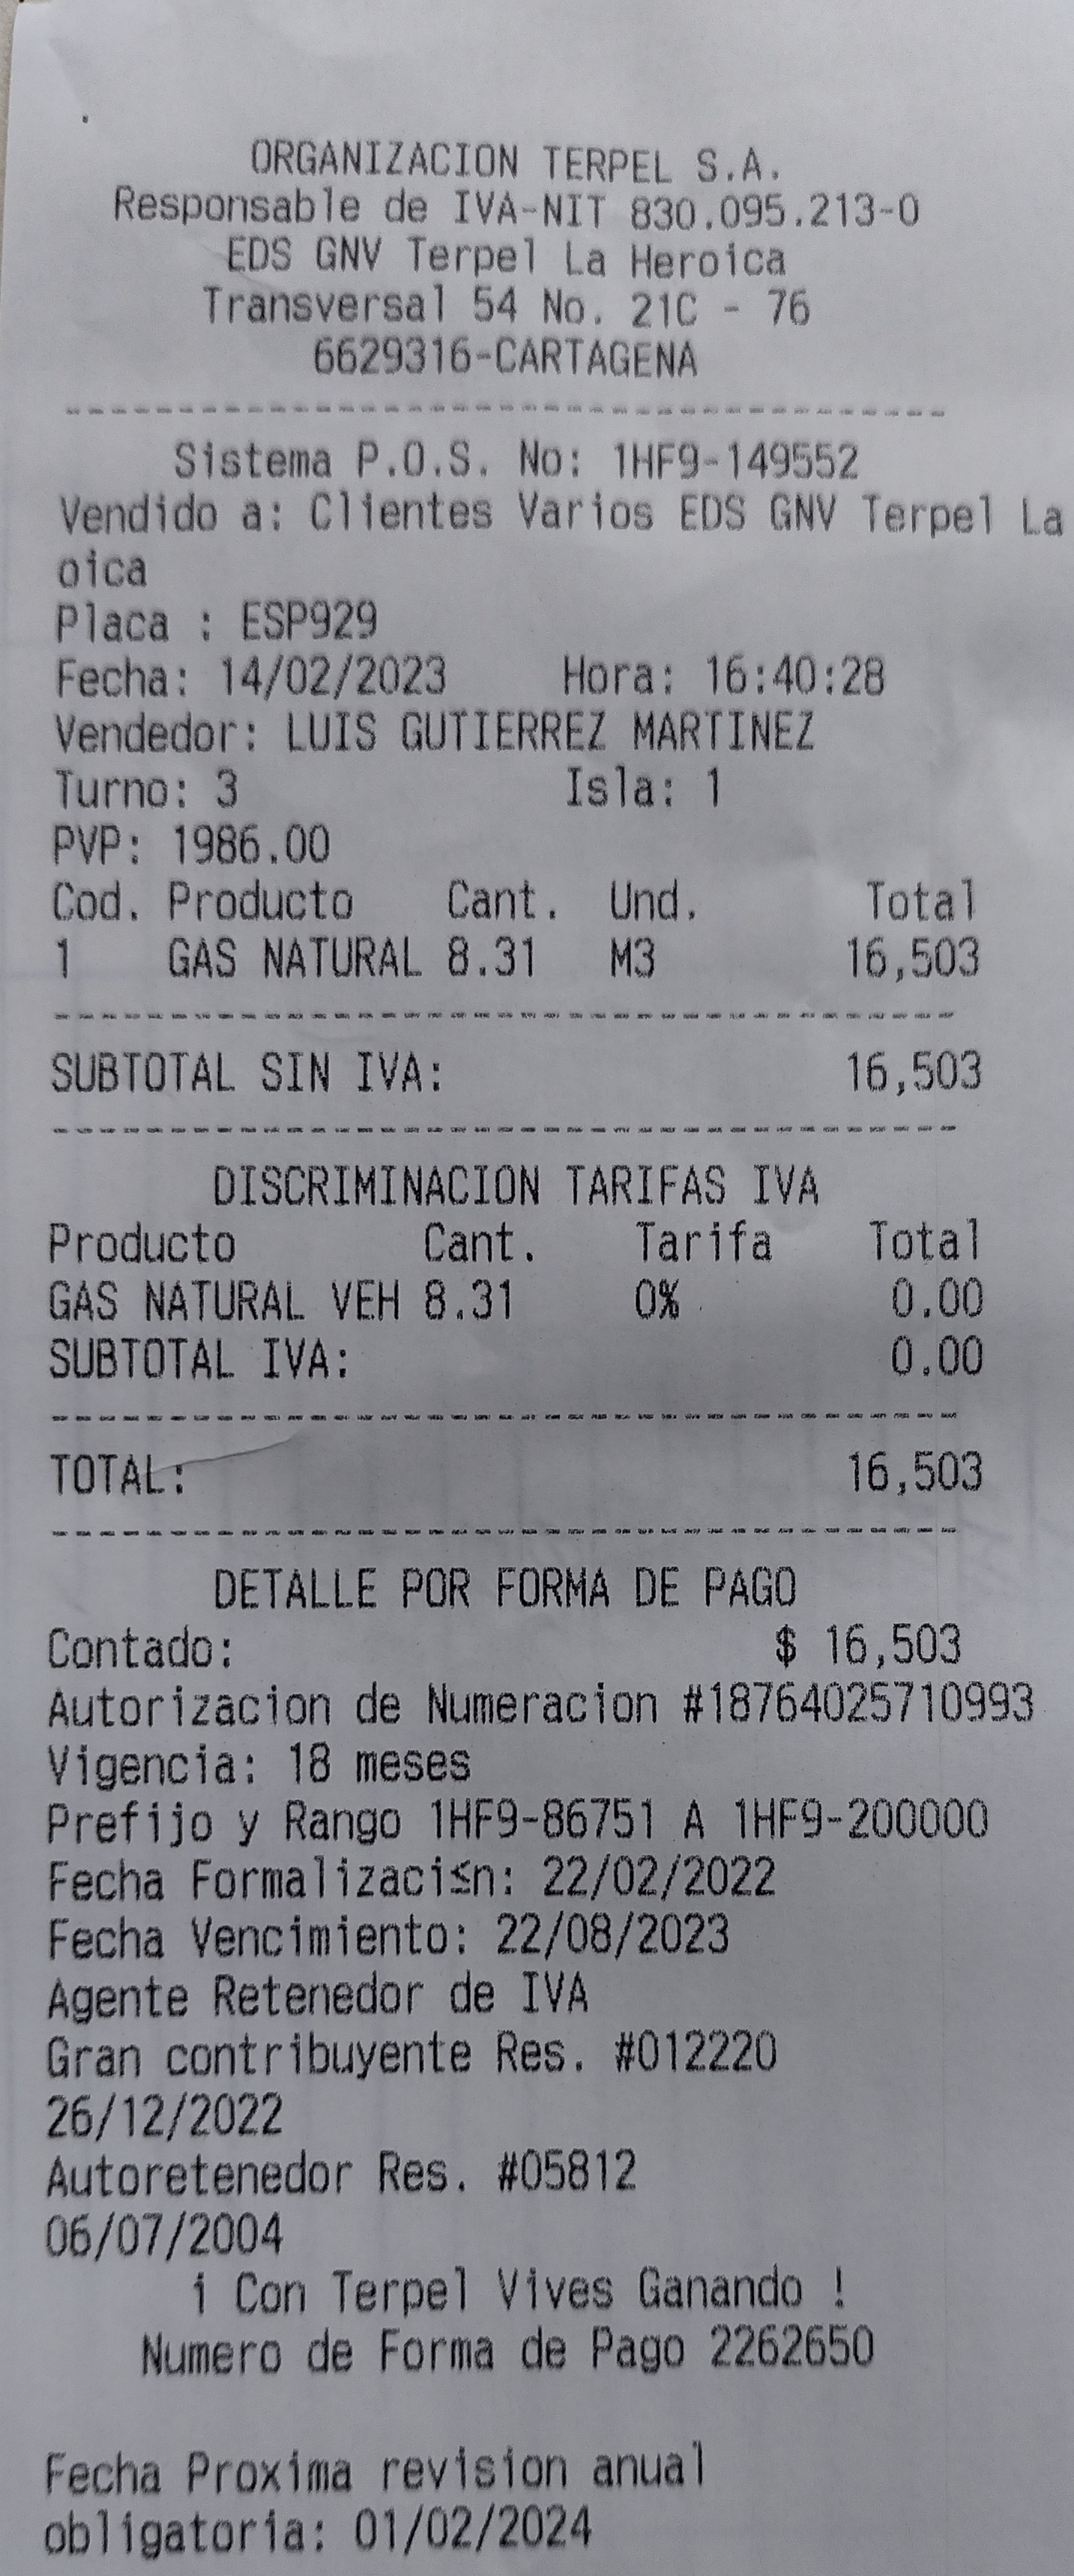 ORGANIZACION TERPEL S.A.
Responsable de IVA-NIT 830.095.213-0
EDS GNV Terpel La Heroica
Transversal 54 No. 21C - 76
6629316-CARTAGENA
Sistema P.O.S. No: 1HF9-149552
Vendido a: Clientes Varios EDS GNV Terpel La
oica
Placa : ESP929
Fecha: 14/02/2023 Hora: 16:40:28
Vendedor: LUIS GUTIERREZ MARTINEZ
Turno: 3 Isla: 1
PVP: 1986.00
Cod. Producto Cant. Und. Total
1 GAS NATURAL 8.31 M3 16,503
SUBTOTAL SIN IVA: 16,503
DISCRIMINACION TARIFAS IVA
Producto Cant. Tarifa Total
GAS NATURAL VEH 8.31 0% 0.00
SUBTOTAL IVA: 0.00
TOTAL: 16,503
DETALLE POR FORMA DE PAGO
Contado: $ 16,503
Autorizacion de Numeracion #18764025710993
Vigencia: 18 meses
Prefijo y Rango 1HF9-86751 A 1HF9-200000
Fecha Formalizaci≤n: 22/02/2022
Fecha Vencimiento: 22/08/2023
Agente Retenedor de IVA
Gran contribuyente Res. #012220
26/12/2022
Autoretenedor Res. #05812
06/07/2004
¡ Con Terpel Vives Ganando !
Numero de Forma de Pago 2262650
Fecha Proxima revision anual
obligatoria: 01/02/2024